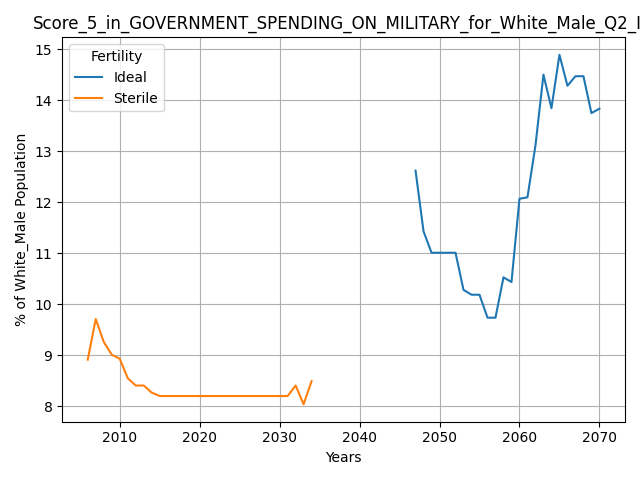 Score_5_in_GOVERNMENT_SPENDING_ON_MILITARY_for_White_Male_Q2_I
Fertility
Ideal
Sterile
% of White_Male Population
15
14
13
12
11
10
9
8
2010 2020 2030 2040 2050 2060 2070
Years